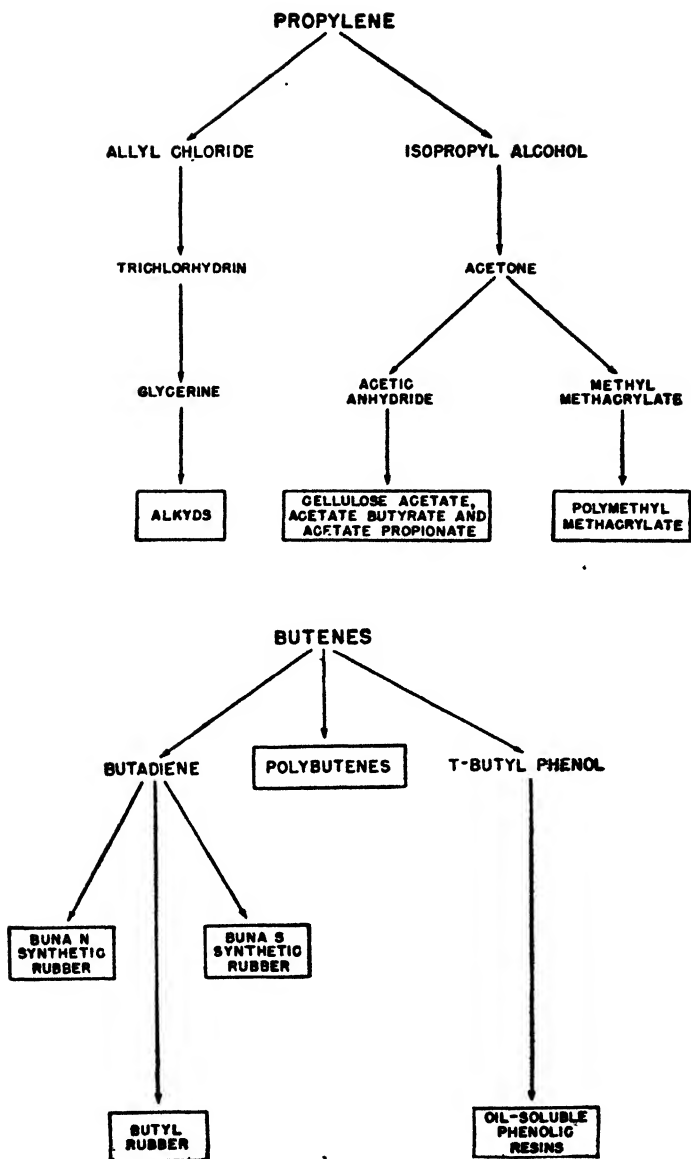 PROPYLENE
ALLYL CHLORIDE
ISOPROPYL ALCOHOL
TRICHLORHYDRIN
ACETONE
GLYCERINE
ACETIC
ANHYDRIDE
METHYL
METHACRYLATE
ALKYDS
CELLULOSE ACETATE,
ACETATE BUTYRATE AND
ACETATE PROPIONATE
POLYMETHYL
METHACRYLATE
BUTENES
BUTADIENE
POLYBUTENES
T-BUTYL PHENOL
BUNA N
SYNTHETIC
RUBBER
BUNA S
SYNTHETIC
RUBBER
BUTYL
RUBBER
OIL-SOLUBLE
PHENOLIC
RESINS